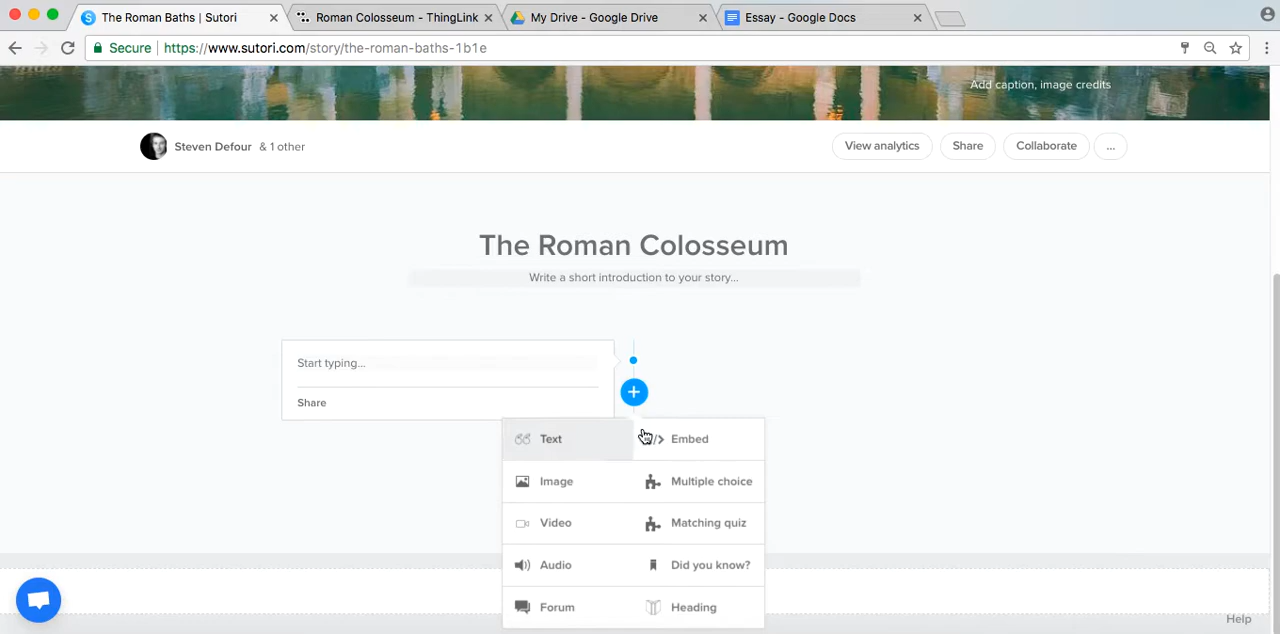 The Roman Baths | Sutori
Roman Colosseum - ThingLink
My Drive - Google Drive
Essay - Google Docs
Secure
https://www.sutori.com/story/the-roman-baths-1b1e
Add caption, image credits
Steven Defour & 1 other
View analytics
Share
Collaborate
...
The Roman Colosseum
Write a short introduction to your story...
Start typing...
Share
Text
Embed
Image
Multiple choice
Video
Matching quiz
Audio
Did you know?
Forum
Heading
Help